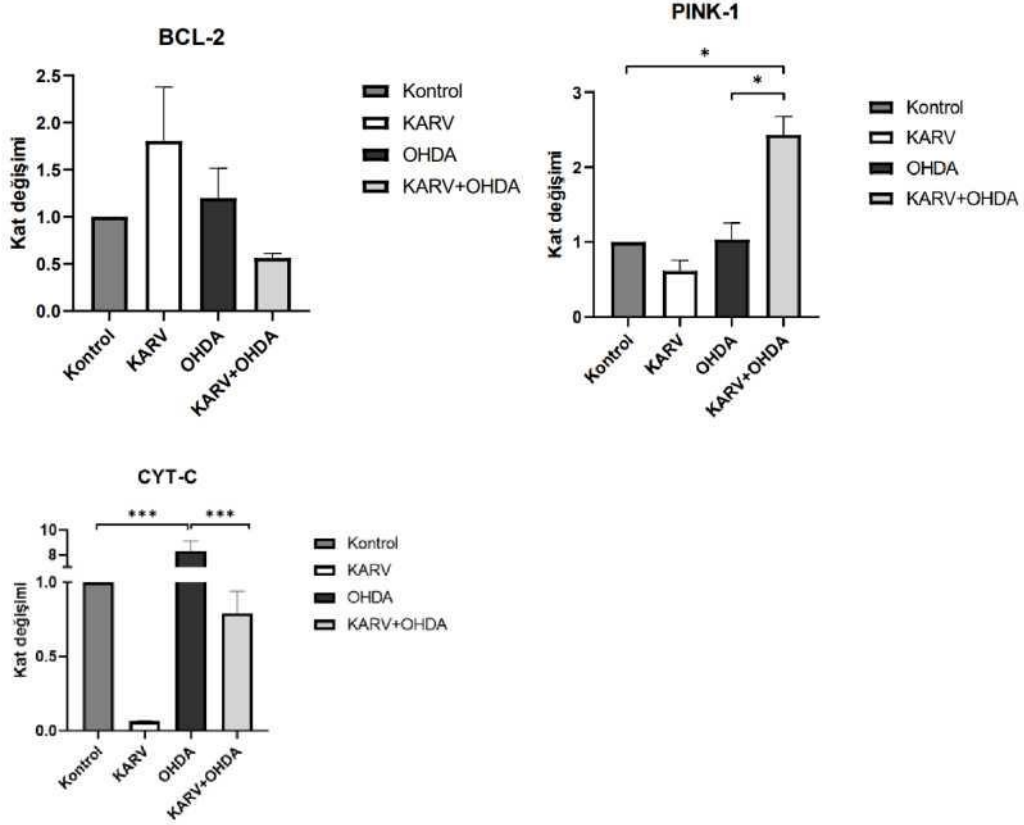 BCL-2
Kat değişimi
2.5
2.0
1.5
1.0
0.5
0.0
Kontrol
KARV
OHDA
KARV+OHDA
Kontrol
KARV
OHDA
KARV+OHDA
PINK-1
*
*
Kat değişimi
3
2
1
0
Kontrol
KARV
OHDA
KARV+OHDA
Kontrol
KARV
OHDA
KARV+OHDA
CYT-C
*** ***
Kat değişimi
10
8
1.0
0.5
0.0
Kontrol
KARV
OHDA
KARV+OHDA
Kontrol
KARV
OHDA
KARV+OHDA